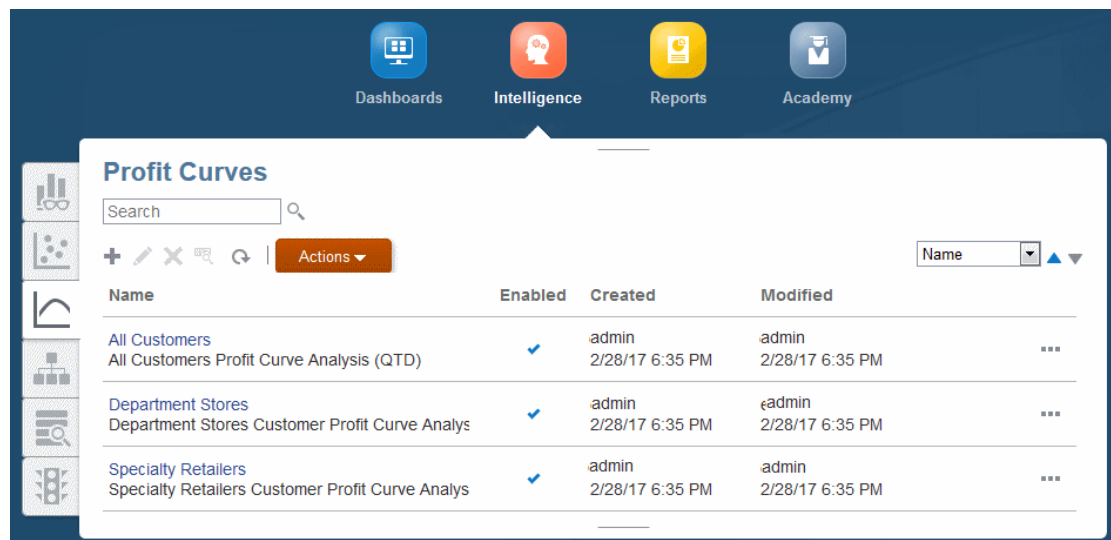 Dashboards Intelligence Reports Academy
Profit Curves
Search
Actions
Name
Name Enabled Created Modified
All Customers admin admin
All Customers Profit Curve Analysis (QTD) 2/28/17 6:35 PM 2/28/17 6:35 PM
Department Stores admin eadmin
Department Stores Customer Profit Curve Analys 2/28/17 6:35 PM 2/28/17 6:35 PM
Specialty Retailers admin admin
Specialty Retailers Customer Profit Curve Analys 2/28/17 6:35 PM 2/28/17 6:35 PM